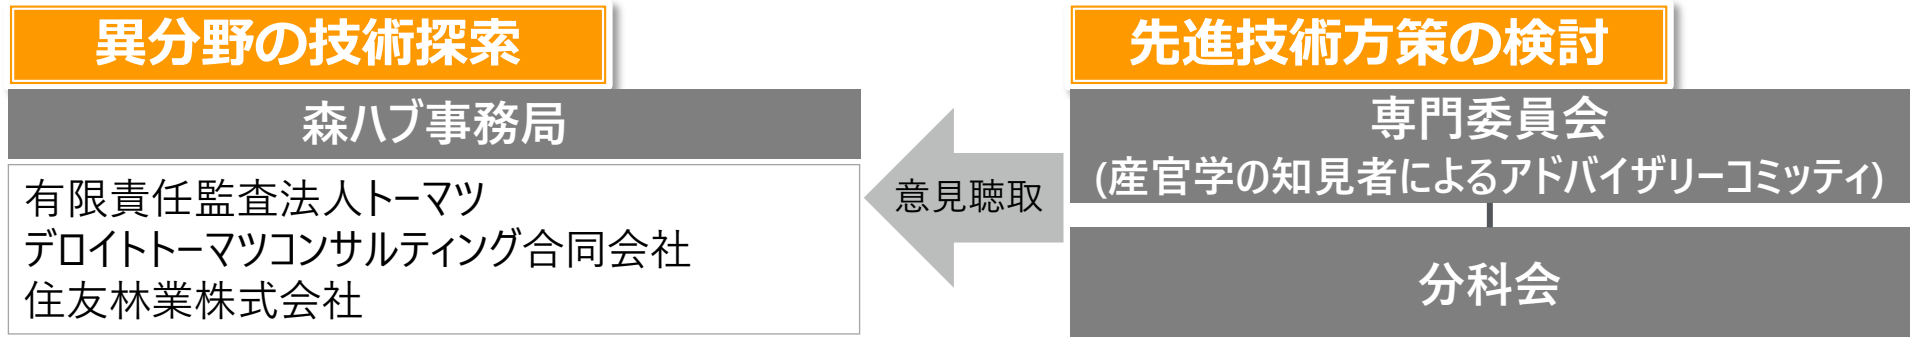 異分野の技術探索
森ハブ事務局
有限責任監査法人トーマツ
デロイトトーマツコンサルティング合同会社
住友林業株式会社
意見聴取
先進技術方策の検討
専門委員会
(産官学の知見者によるアドバイザリーコミッティ)
分科会